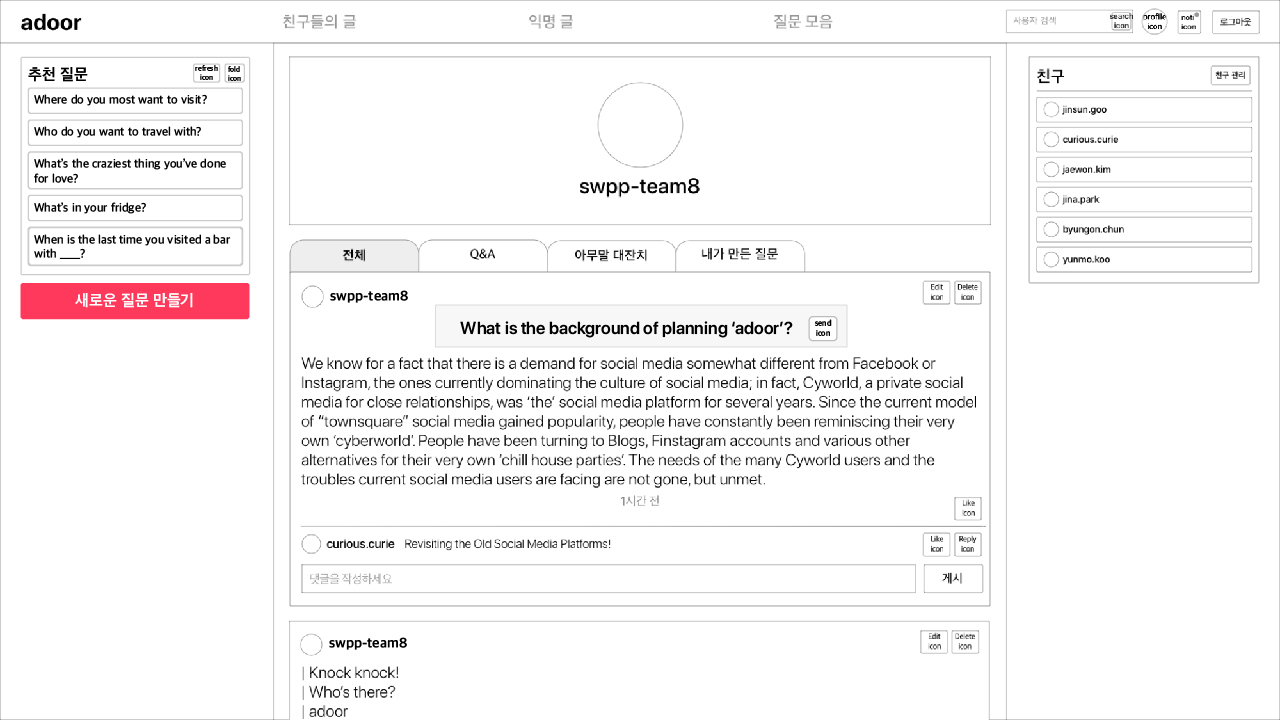 adoor
친구들의 글
익명 글
질문 모음
사용자 검색
search
icon
profile
icon
noti
icon
로그아웃
추천 질문
refresh
icon
fold
icon
Where do you most want to visit?
Who do you want to travel with?
What's the craziest thing you've done
for love?
What's in your fridge?
When is the last time you visited a bar
with ___?
새로운 질문 만들기
swpp-team8
전체
Q&A
아무말 대잔치
내가 만든 질문
swpp-team8
Edit
icon
Delete
icon
What is the background of planning ‘adoor’?
send
icon
We know for a fact that there is a demand for social media somewhat different from Facebook or
Instagram, the ones currently dominating the culture of social media; in fact, Cyworld, a private social
media for close relationships, was ‘the’ social media platform for several years. Since the current model
of “townsquare” social media gained popularity, people have constantly been reminiscing their very
own ‘cyberworld’. People have been turning to Blogs, Finstagram accounts and various other
alternatives for their very own ‘chill house parties’. The needs of the many Cyworld users and the
troubles current social media users are facing are not gone, but unmet.
1시간 전
Like
icon
curious.curie Revisiting the Old Social Media Platforms!
Like
icon
Reply
icon
댓글을 작성하세요
게시
swpp-team8
Edit
icon
Delete
icon
| Knock knock!
| Who's there?
| adoor
친구
친구 관리
jinsun.goo
curious.curie
jaewon.kim
jina.park
byungon.chun
yunmo.koo